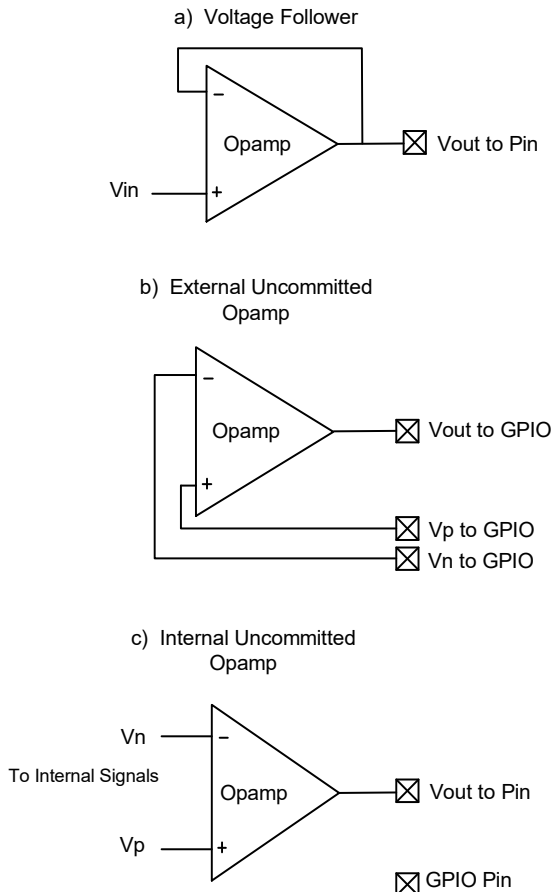 a) Voltage Follower
−
Opamp
Vout to Pin
Vin
+
b) External Uncommitted
Opamp
−
Opamp
Vout to GPIO
+
Vp to GPIO
Vn to GPIO
c) Internal Uncommitted
Opamp
Vn
−
To Internal Signals
Opamp
Vout to Pin
Vp
+
GPIO Pin